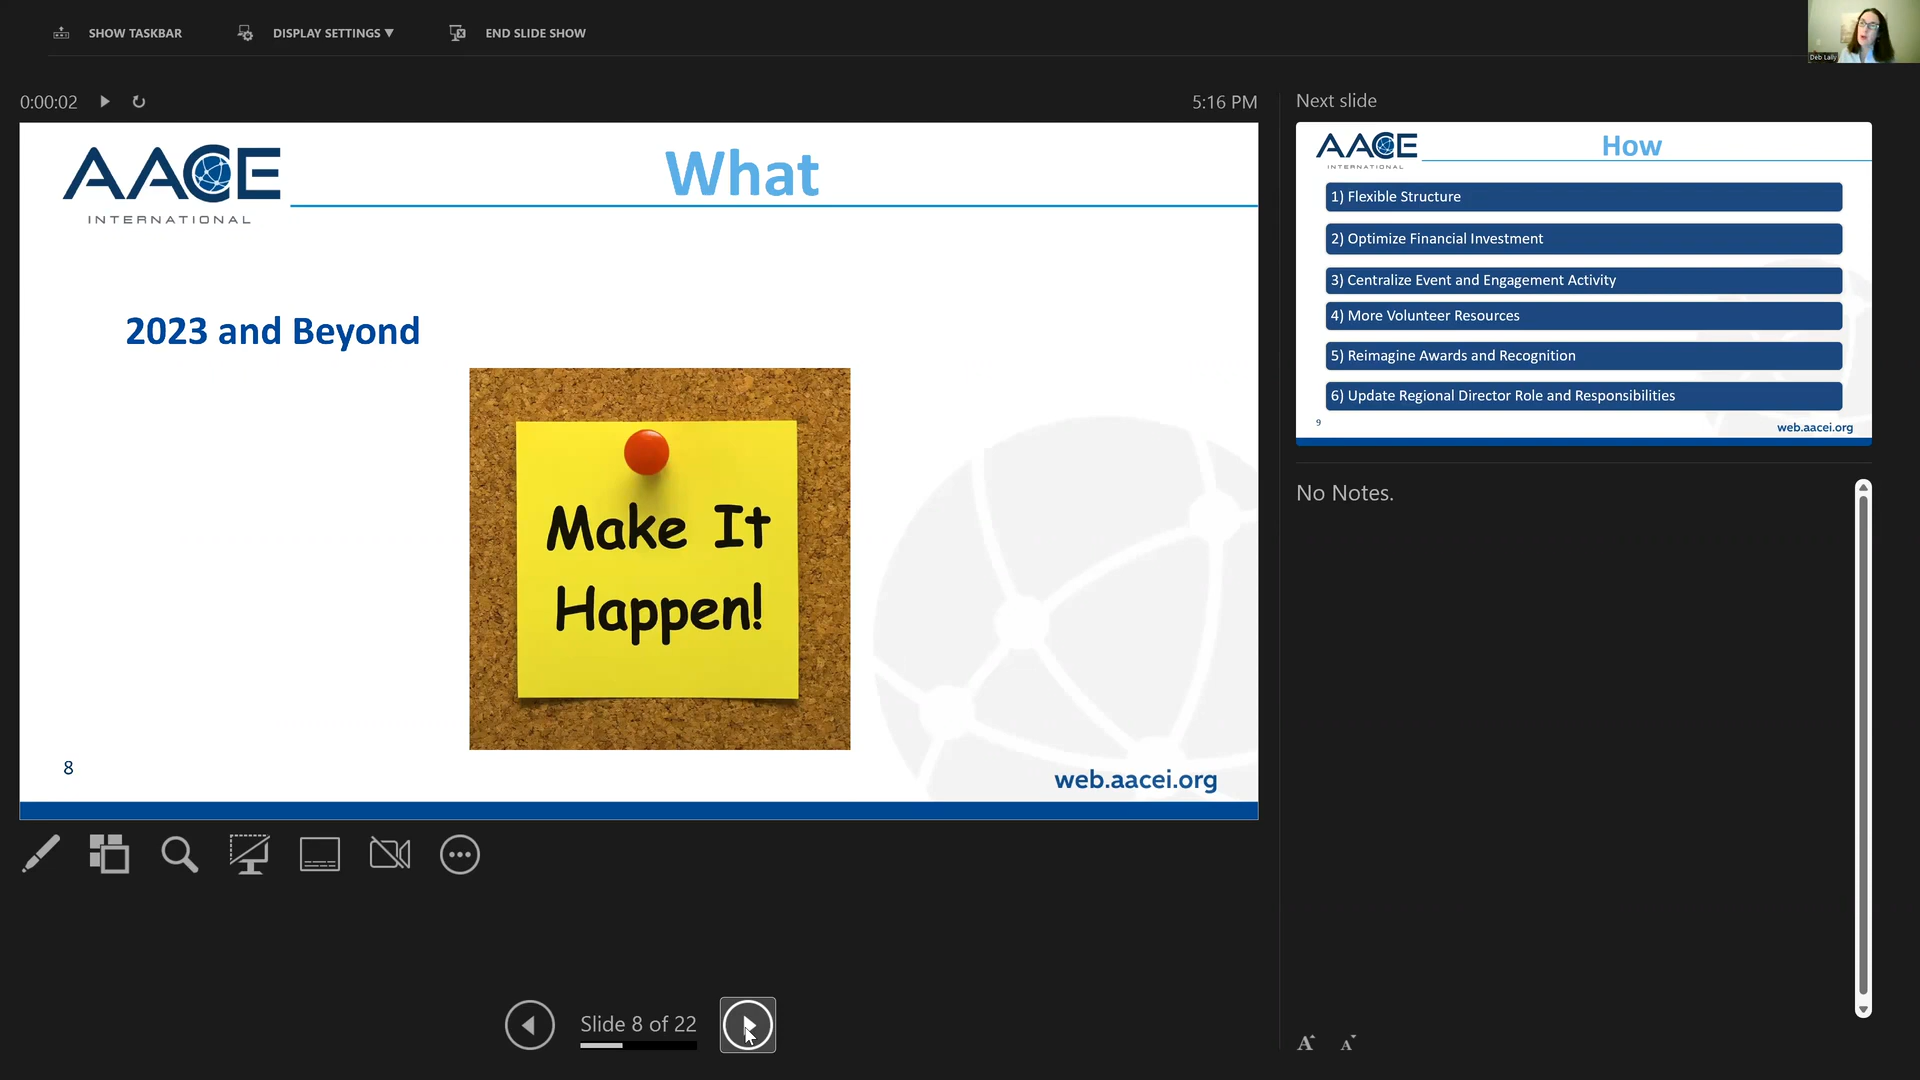 SHOW TASKBAR
DISPLAY SETTINGS ▼
END SLIDE SHOW
Deb Lally
0:00:02
5:16 PM
AACE
INTERNATIONAL
What
2023 and Beyond
Make It
Happen!
8
web.aacei.org
Next slide
AACE
INTERNATIONAL
How
1) Flexible Structure
2) Optimize Financial Investment
3) Centralize Event and Engagement Activity
4) More Volunteer Resources
5) Reimagine Awards and Recognition
6) Update Regional Director Role and Responsibilities
9
web.aacei.org
No Notes.
Slide 8 of 22
A A